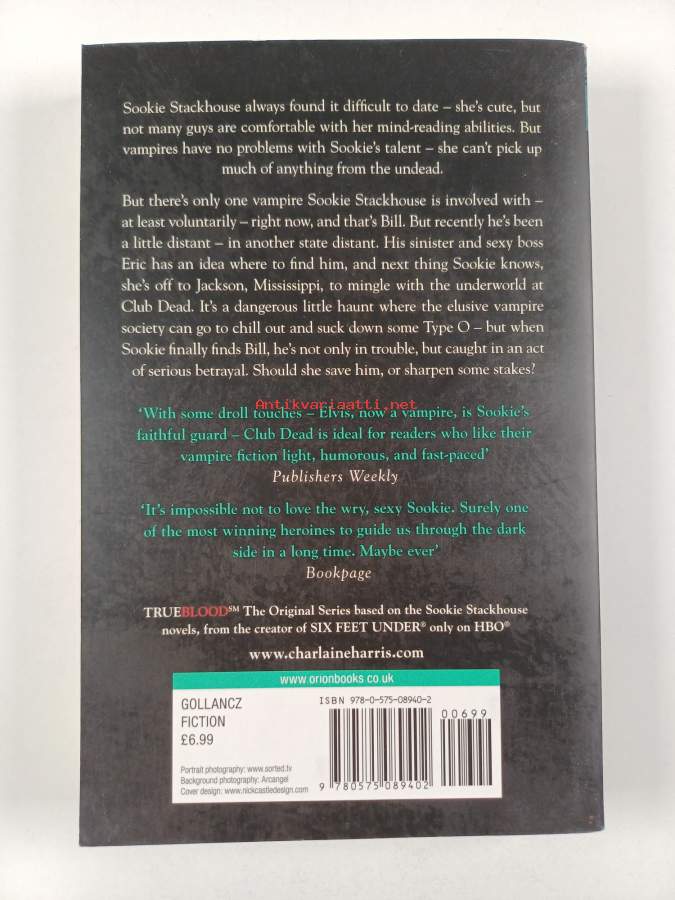 Sookie Stackhouse always found it difficult to date – she's cute, but
not many guys are comfortable with her mind-reading abilities. But
vampires have no problems with Sookie's talent – she can't pick up
much of anything from the undead.
But there's only one vampire Sookie Stackhouse is involved with –
at least voluntarily – right now, and that's Bill. But recently he's been
a little distant – in another state distant. His sinister and sexy boss
Eric has an idea where to find him, and next thing Sookie knows,
she's off to Jackson, Mississippi, to mingle with the underworld at
Club Dead. It's a dangerous little haunt where the elusive vampire
society can go to chill out and suck down some Type O – but when
Sookie finally finds Bill, he's not only in trouble, but caught in an act
of serious betrayal. Should she save him, or sharpen some stakes?
Antikvariaatti.net
'With some droll touches – Elvis, now a vampire, is Sookie's
faithful guard – Club Dead is ideal for readers who like their
vampire fiction light, humorous, and fast-paced'
Publishers Weekly
'It's impossible not to love the wry, sexy Sookie. Surely one
of the most winning heroines to guide us through the dark
side in a long time. Maybe ever'
Bookpage
TRUEBLOOD℠ The Original Series based on the Sookie Stackhouse
novels, from the creator of SIX FEET UNDER® only on HBO®
www.charlaineharris.com
www.orionbooks.co.uk
GOLLANCZ
FICTION
£6.99
Portrait photography: www.sorted.tv
Background photography: Arcangel
Cover design: www.nickcastledesign.com
ISBN 978-0-575-08940-2
00699
9 780575 089402